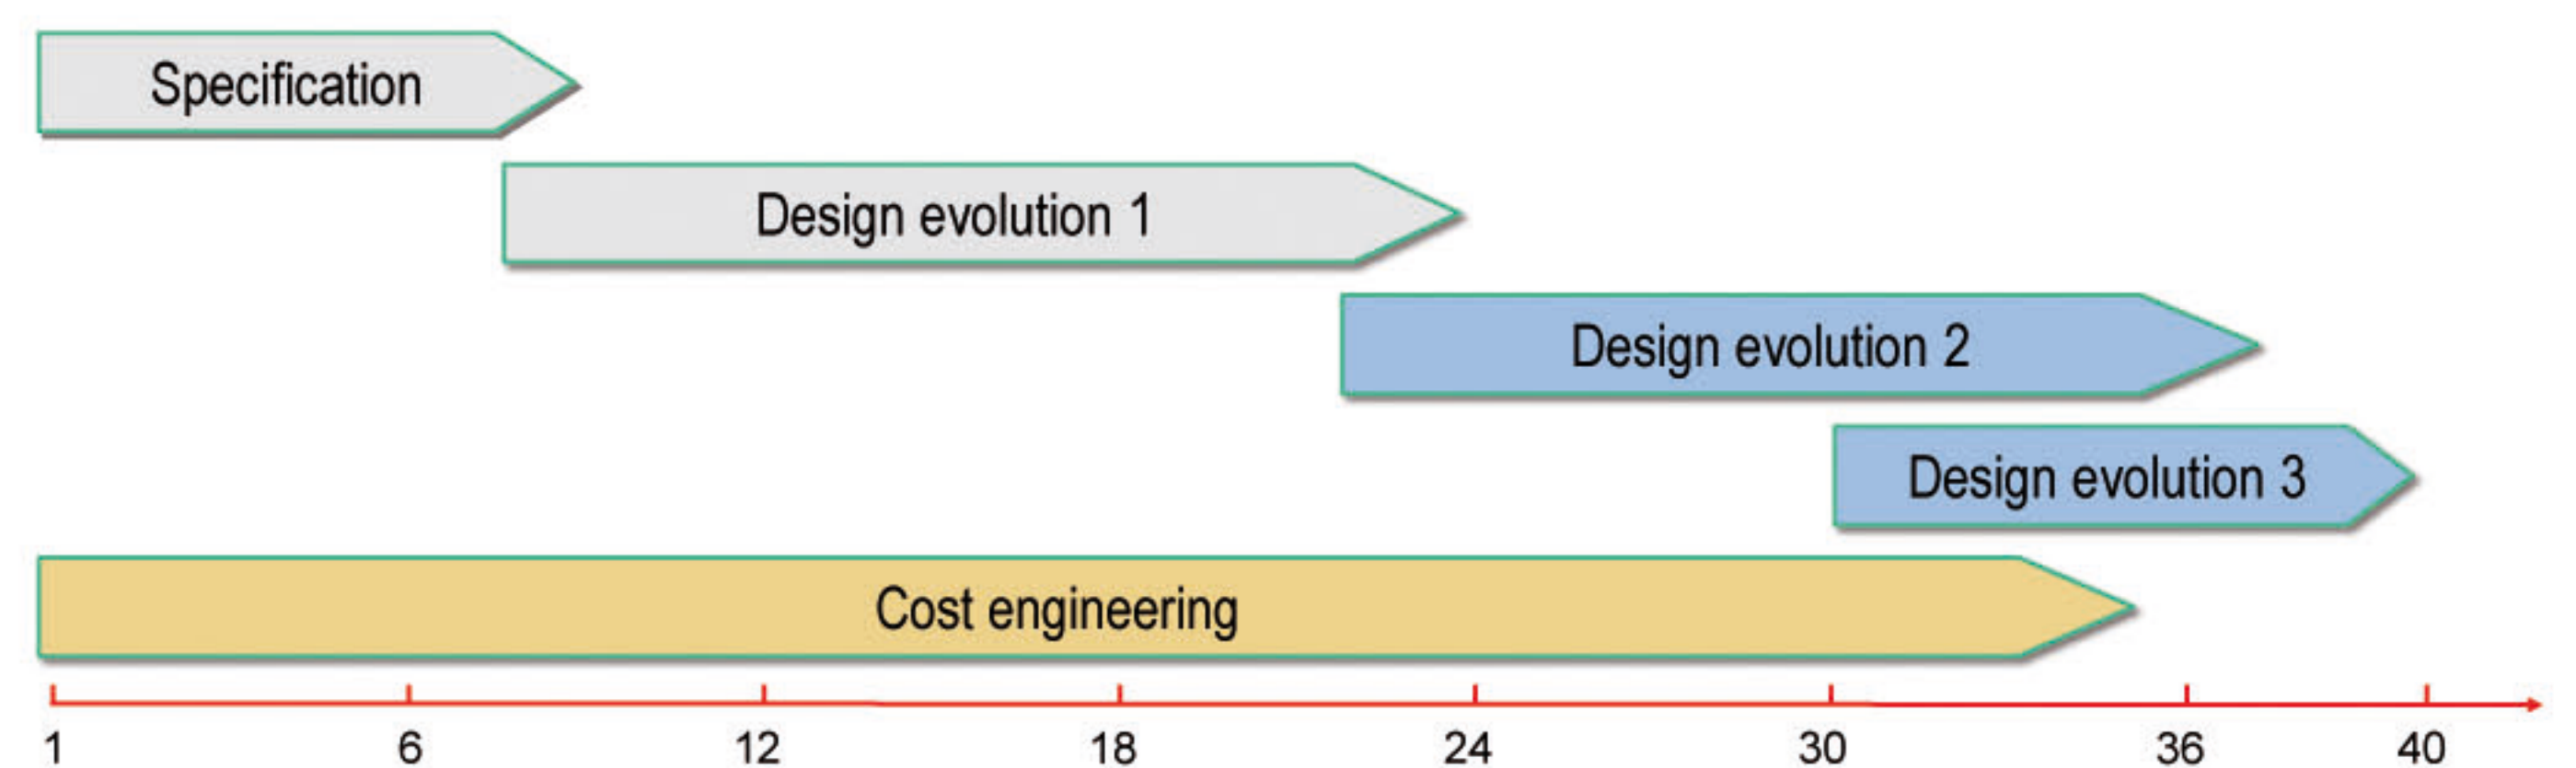 Specification
Design evolution 1
Design evolution 2
Design evolution 3
Cost engineering
1 6 12 18 24 30 36 40